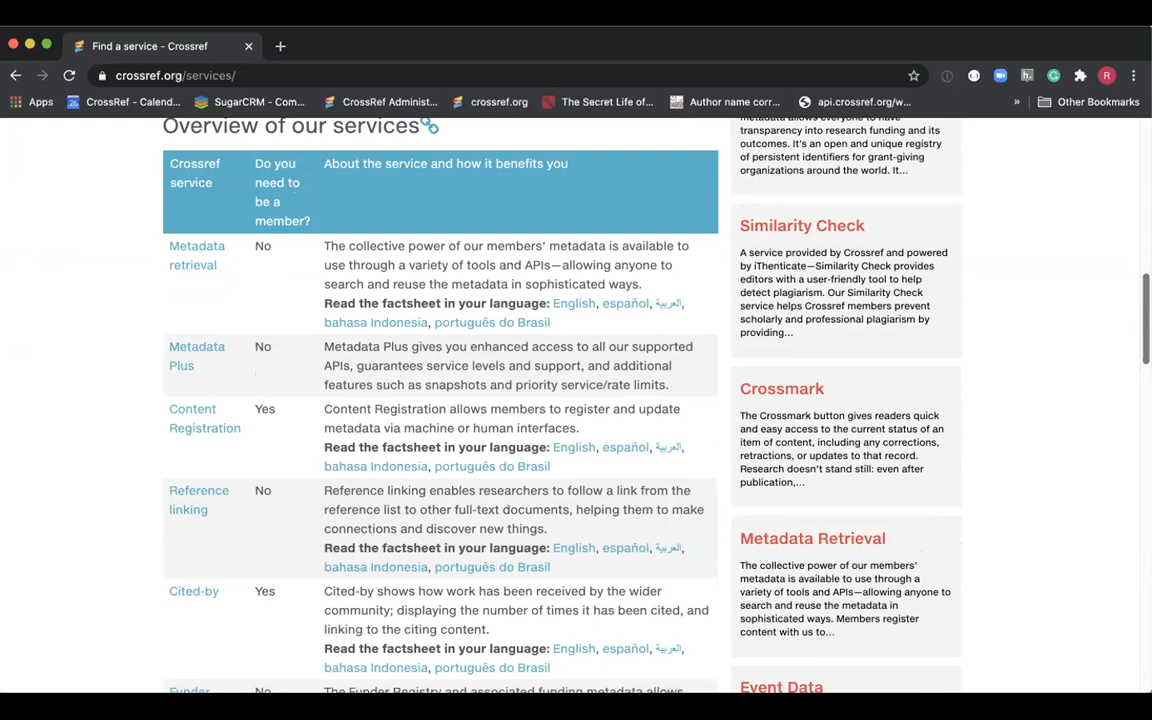 Find a service – Crossref
crossref.org/services/
Apps
CrossRef - Calend...
SugarCRM - Com...
CrossRef Administ...
crossref.org
The Secret Life of...
Author name corr...
api.crossref.org/w...
»
Other Bookmarks
R
26
Overview of our services
Crossref service
Do you need to be a member?
About the service and how it benefits you
Metadata retrieval
No
The collective power of our members' metadata is available to
use through a variety of tools and APIs—allowing anyone to
search and reuse the metadata in sophisticated ways.
Read the factsheet in your language: English, español, العربية,
bahasa Indonesia, português do Brasil
Metadata Plus
No
Metadata Plus gives you enhanced access to all our supported
APIs, guarantees service levels and support, and additional
features such as snapshots and priority service/rate limits.
Content Registration
Yes
Content Registration allows members to register and update
metadata via machine or human interfaces.
Read the factsheet in your language: English, español, العربية,
bahasa Indonesia, português do Brasil
Reference linking
No
Reference linking enables researchers to follow a link from the
reference list to other full-text documents, helping them to make
connections and discover new things.
Read the factsheet in your language: English, español, العربية,
bahasa Indonesia, português do Brasil
Cited-by
Yes
Cited-by shows how work has been received by the wider
community; displaying the number of times it has been cited, and
linking to the citing content.
Read the factsheet in your language: English, español, العربية,
bahasa Indonesia, português do Brasil
Funder
No
The Funder Registry and associated funding metadata allows
metadata allows everyone to have
transparency into research funding and its
outcomes. It's an open and unique registry
of persistent identifiers for grant-giving
organizations around the world. It...
Similarity Check
A service provided by Crossref and powered
by iThenticate—Similarity Check provides
editors with a user-friendly tool to help
detect plagiarism. Our Similarity Check
service helps Crossref members prevent
scholarly and professional plagiarism by
providing...
Crossmark
The Crossmark button gives readers quick
and easy access to the current status of an
item of content, including any corrections,
retractions, or updates to that record.
Research doesn't stand still: even after
publication,...
Metadata Retrieval
The collective power of our members'
metadata is available to use through a
variety of tools and APIs—allowing anyone to
search and reuse the metadata in
sophisticated ways. Members register
content with us to...
Event Data